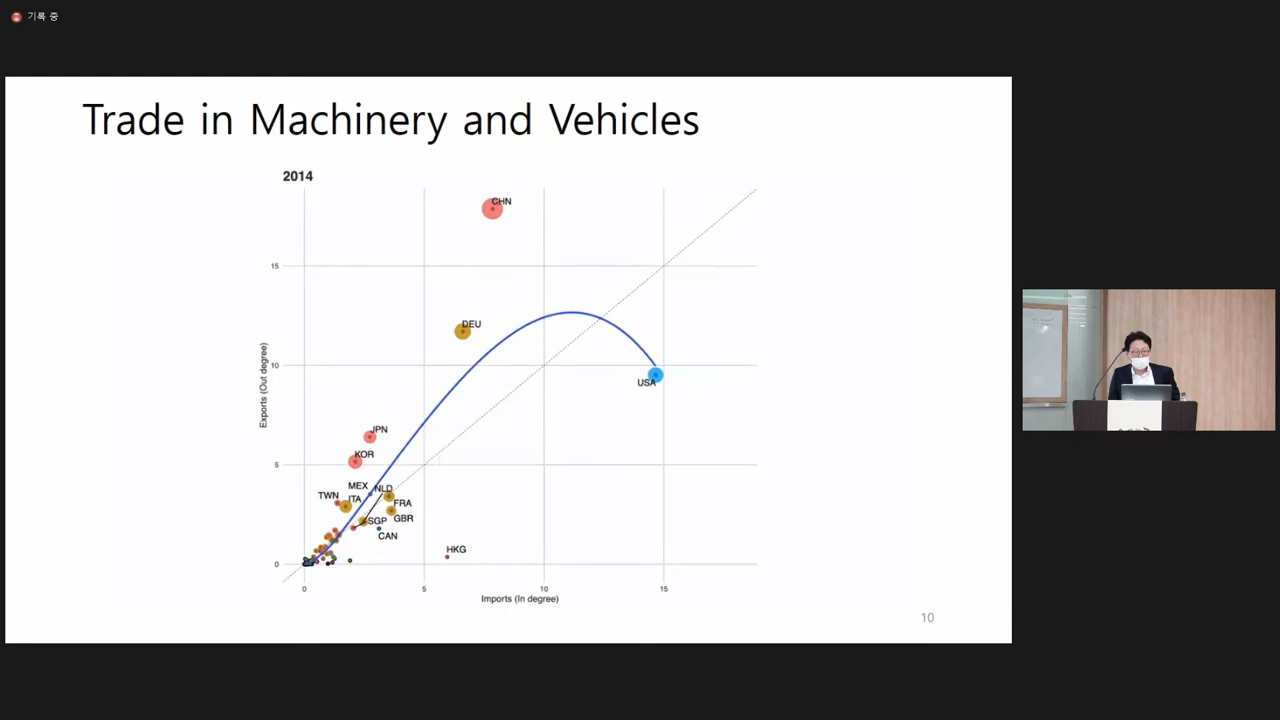 기록 중
Trade in Machinery and Vehicles
2014
CHN
15
DEU
10
USA
Exports (Out degree)
JPN
KOR
5
MEX
NLD
TWN
ITA
FRA
SGP
GBR
CAN
HKG
0
0
5
10
15
Imports (In degree)
10